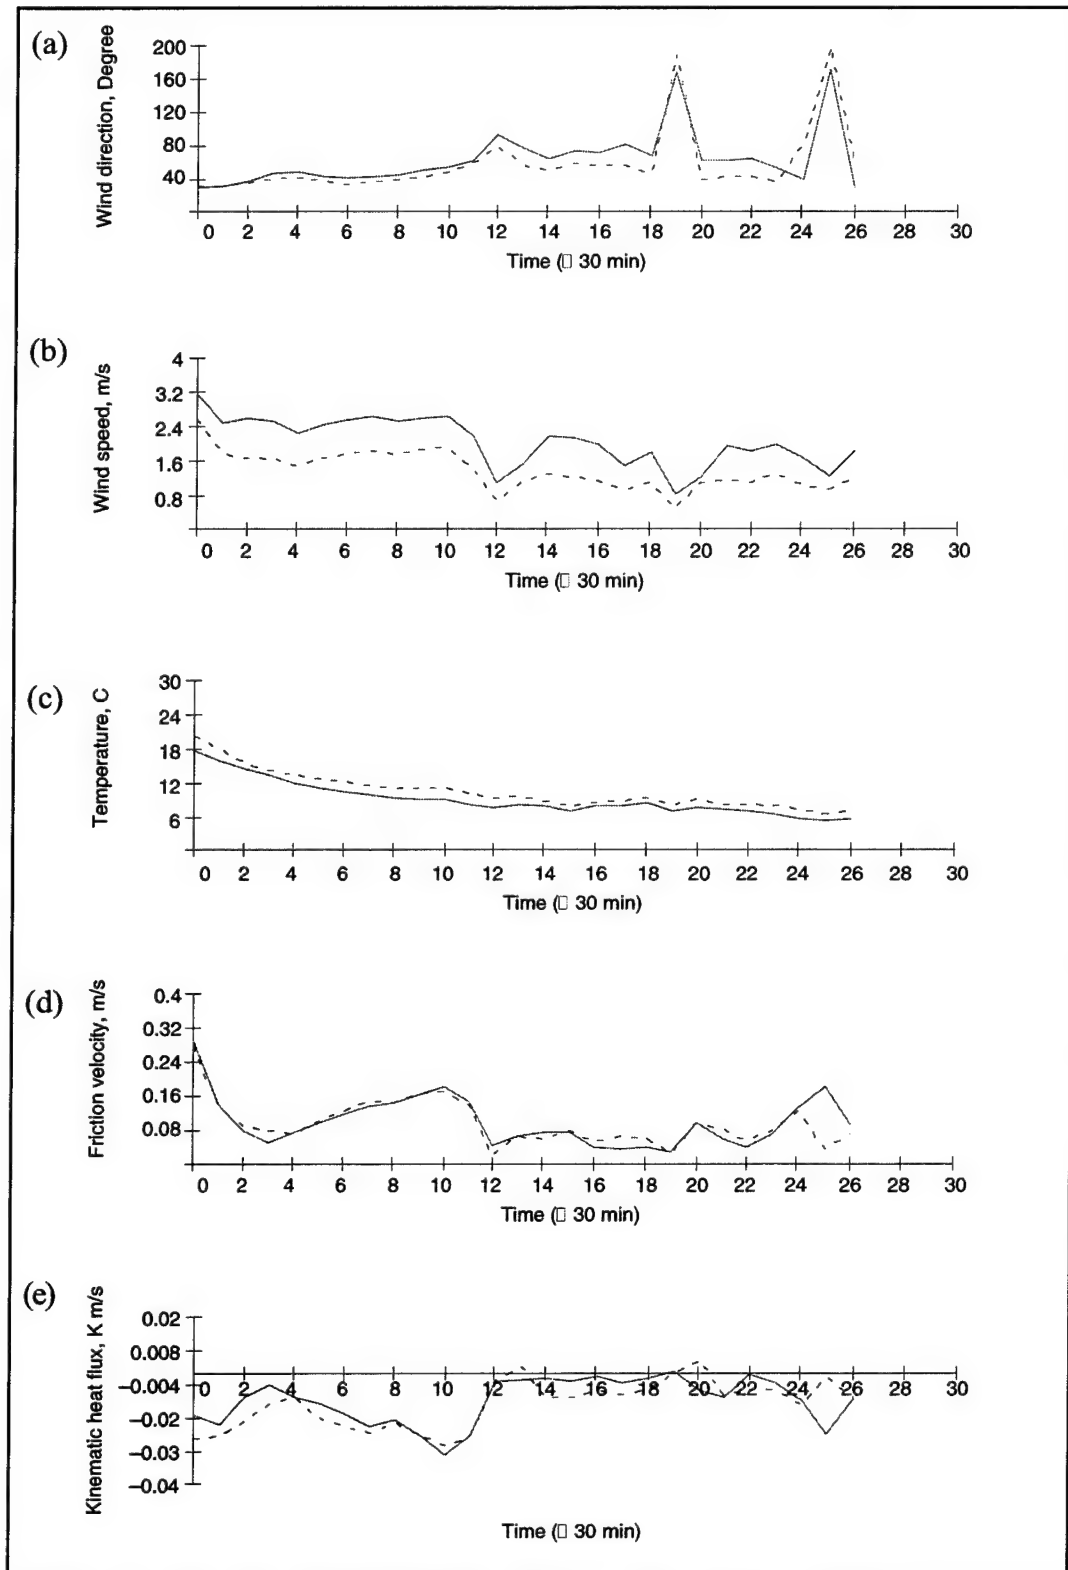 (a)
Wind direction, Degree
200
160
120
80
40
0 2 4 6 8 10 12 14 16 18 20 22 24 26 28 30
Time (□ 30 min)
(b)
Wind speed, m/s
4
3.2
2.4
1.6
0.8
0 2 4 6 8 10 12 14 16 18 20 22 24 26 28 30
Time (□ 30 min)
(c)
Temperature, C
30
24
18
12
6
0 2 4 6 8 10 12 14 16 18 20 22 24 26 28 30
Time (□ 30 min)
(d)
Friction velocity, m/s
0.4
0.32
0.24
0.16
0.08
0 2 4 6 8 10 12 14 16 18 20 22 24 26 28 30
Time (□ 30 min)
(e)
Kinematic heat flux, K m/s
0.02
0.008
−0.004
−0.02
−0.03
−0.04
0 2 4 6 8 10 12 14 16 18 20 22 24 26 28 30
Time (□ 30 min)